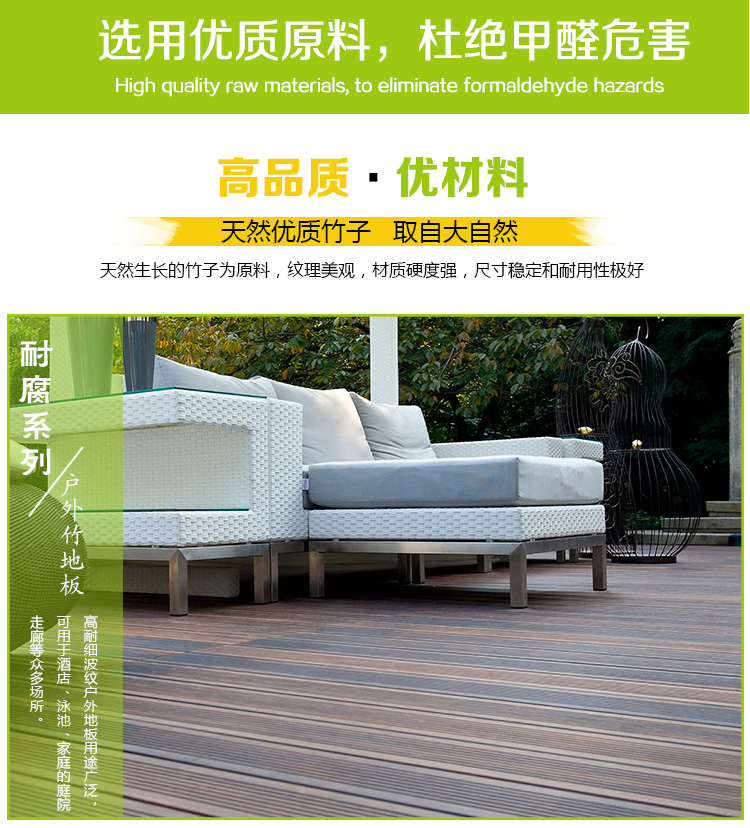 选用优质原料，杜绝甲醛危害
High quality raw materials, to eliminate formaldehyde hazards
高品质·优材料
天然优质竹子 取自大自然
天然生长的竹子为原料，纹理美观，材质硬度强，尺寸稳定和耐用性极好
耐腐系列
户外竹地板
高耐细波纹户外地板用途广泛，
可用于酒店、泳池、家庭的庭院
走廊等众多场所。